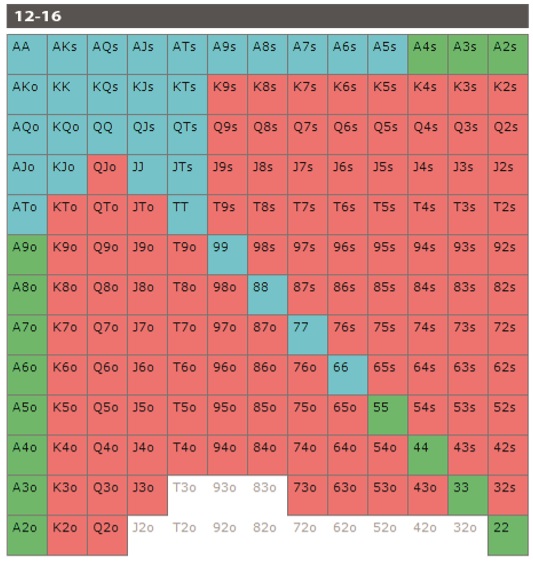 12-16
AA AKs AQs AJs ATs A9s A8s A7s A6s A5s A4s A3s A2s
AKo KK KQs KJs KTs K9s K8s K7s K6s K5s K4s K3s K2s
AQo KQo QQ QJs QTs Q9s Q8s Q7s Q6s Q5s Q4s Q3s Q2s
AJo KJo QJo JJ JTs J9s J8s J7s J6s J5s J4s J3s J2s
ATo KTo QTo JTo TT T9s T8s T7s T6s T5s T4s T3s T2s
A9o K9o Q9o J9o T9o 99 98s 97s 96s 95s 94s 93s 92s
A8o K8o Q8o J8o T8o 98o 88 87s 86s 85s 84s 83s 82s
A7o K7o Q7o J7o T7o 97o 87o 77 76s 75s 74s 73s 72s
A6o K6o Q6o J6o T6o 96o 86o 76o 66 65s 64s 63s 62s
A5o K5o Q5o J5o T5o 95o 85o 75o 65o 55 54s 53s 52s
A4o K4o Q4o J4o T4o 94o 84o 74o 64o 54o 44 43s 42s
A3o K3o Q3o J3o T3o 93o 83o 73o 63o 53o 43o 33 32s
A2o K2o Q2o J2o T2o 92o 82o 72o 62o 52o 42o 32o 22